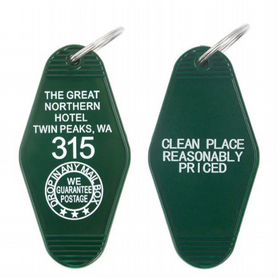 THE GREAT
NORTHERN
HOTEL
TWIN PEAKS, WA
315
DROP IN ANY MAIL BOX
WE
GUARANTEE
POSTAGE
CLEAN PLACE
REASONABLY
PRICED